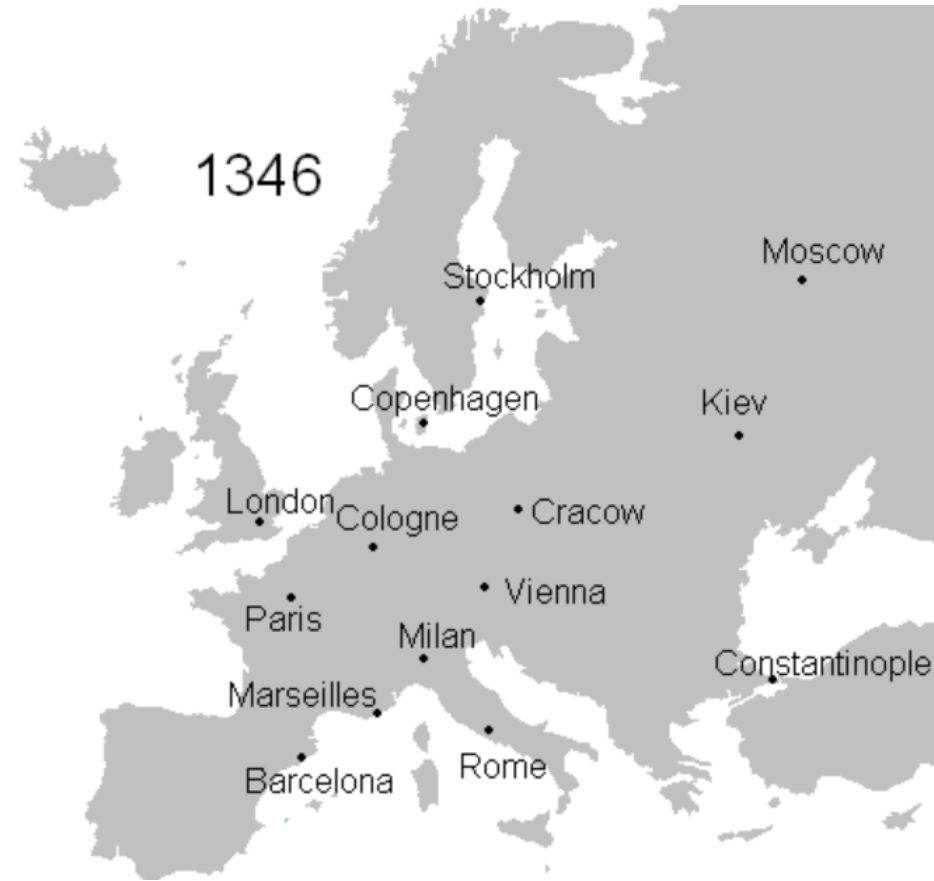 1346
Moscow
Stockholm
Copenhagen
Kiev
London
Cologne
Cracow
Vienna
Paris
Milan
Constantinople
Marseilles
Rome
Barcelona